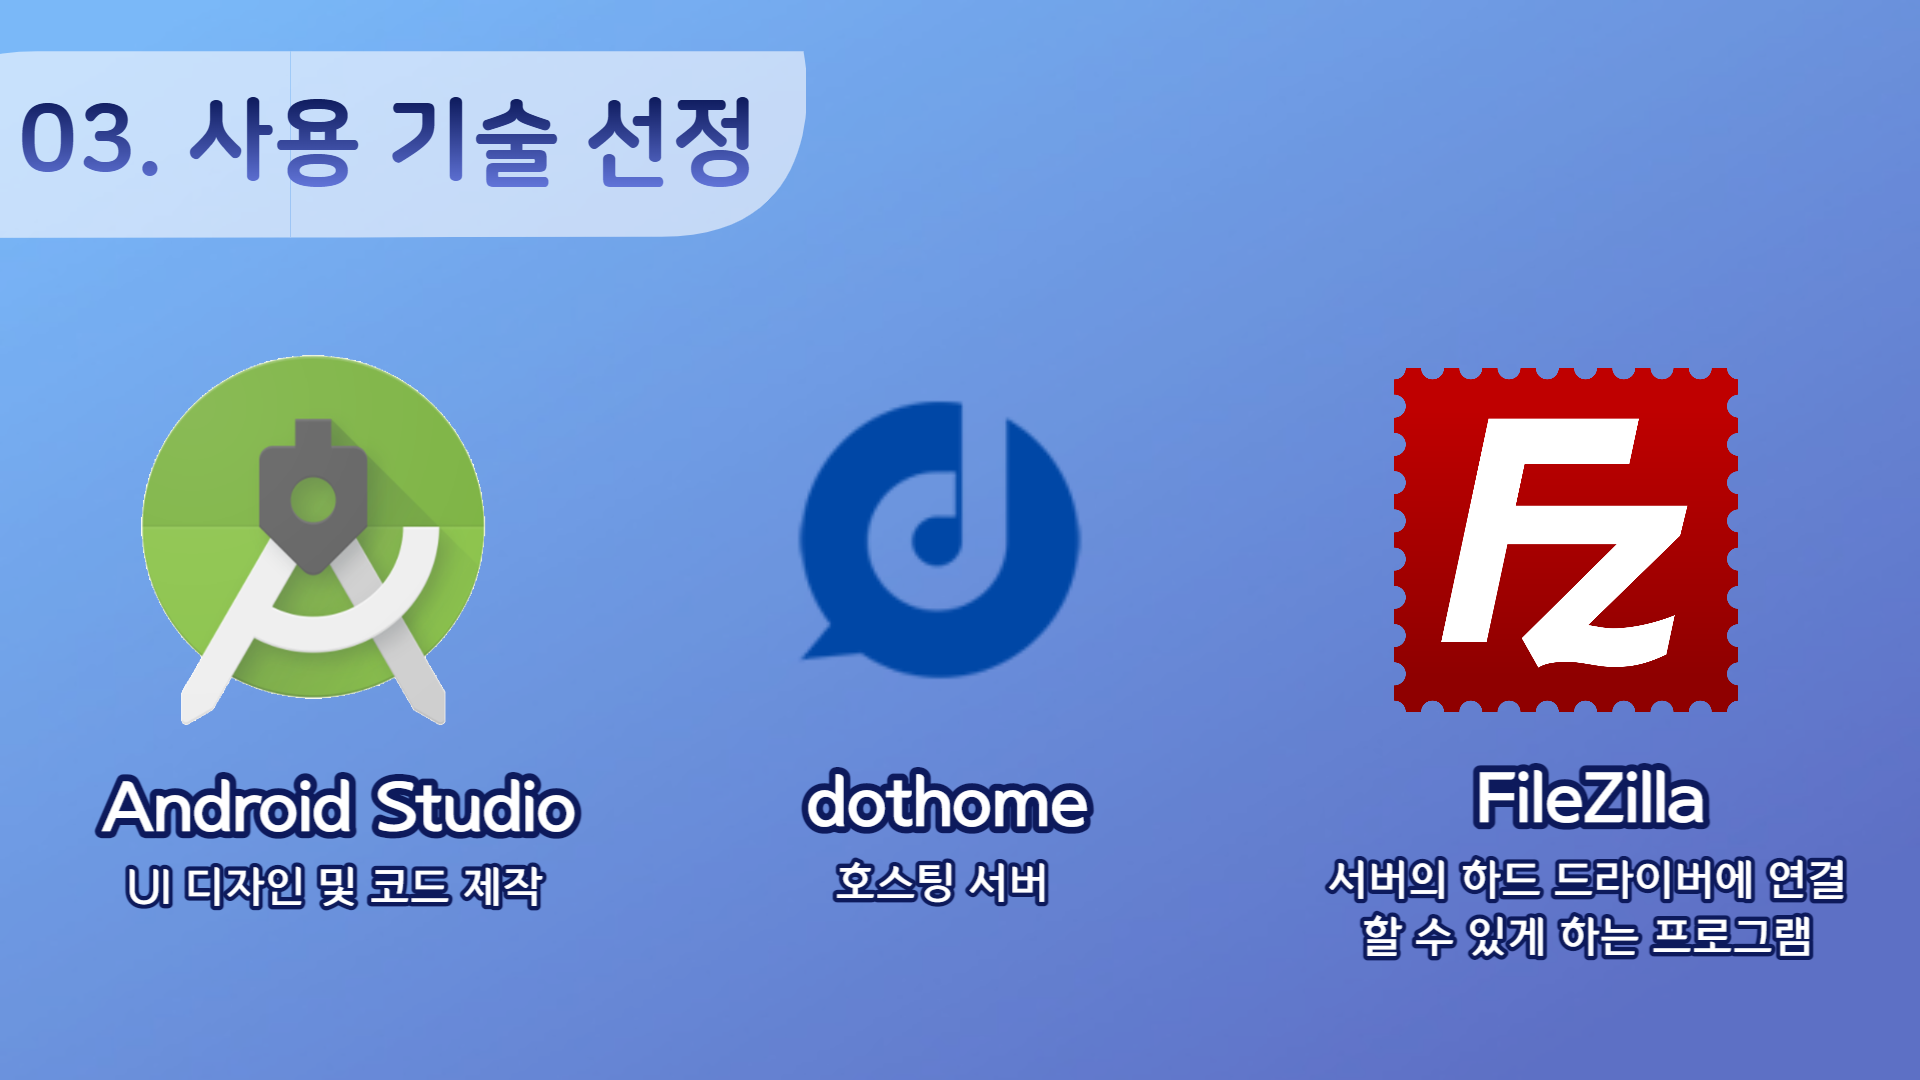 03. 사용 기술 선정
Fz
Android Studio
UI 디자인 및 코드 제작
dothome
호스팅 서버
FileZilla
서버의 하드 드라이버에 연결
할 수 있게 하는 프로그램